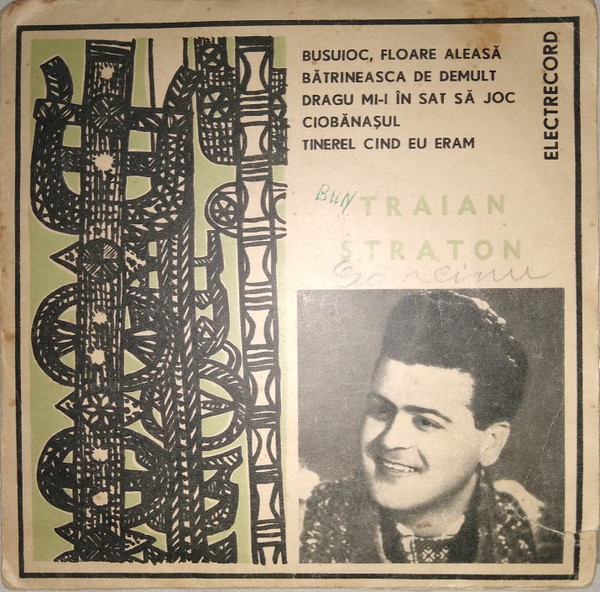 BUSUIOC, FLOARE ALEASĂ
BĂTRINEASCA DE DEMULT
DRAGU MI-I ÎN SAT SĂ JOC
CIOBĂNAŞUL
TINEREL CIND EU ERAM
ELECTRECORD
BUN
TRAIAN
STRATON